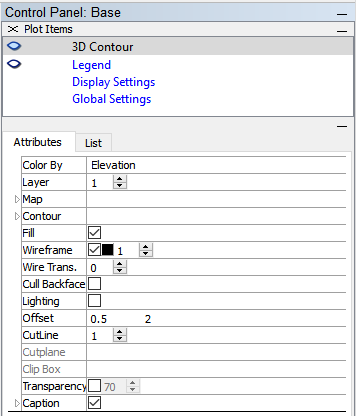 Control Panel: Base
Plot Items
3D Contour
Legend
Display Settings
Global Settings
Attributes List
Color By Elevation
Layer 1
Map
Contour
Fill
Wireframe 1
Wire Trans. 0
Cull Backface
Lighting
Offset 0.5 2
CutLine 1
Cutplane
Clip Box
Transparency 70
Caption